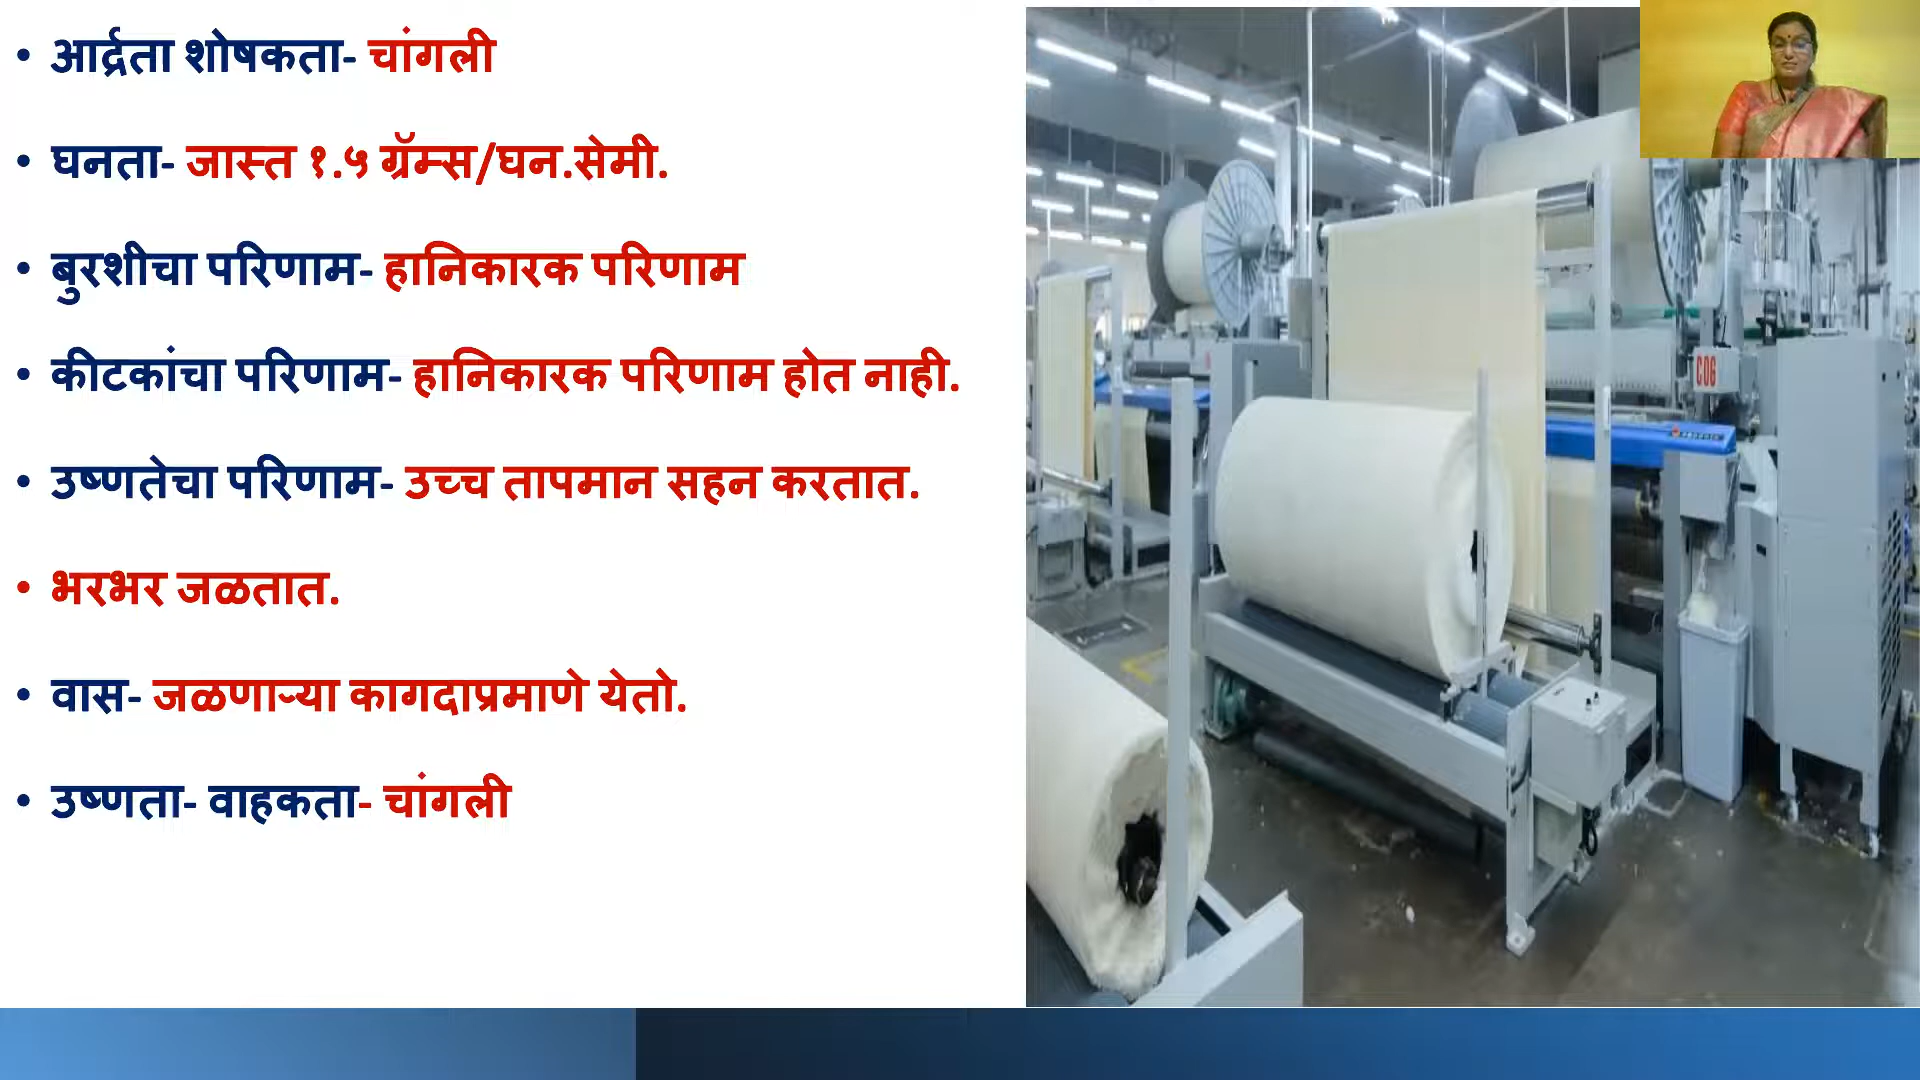 • आर्द्रता शोषकता- चांगली
• घनता- जास्त १.५ ग्रॅम्स/घन.सेमी.
• बुरशीचा परिणाम- हानिकारक परिणाम
• कीटकांचा परिणाम- हानिकारक परिणाम होत नाही.
• उष्णतेचा परिणाम- उच्च तापमान सहन करतात.
• भरभर जळतात.
• वास- जळणाऱ्या कागदाप्रमाणे येतो.
• उष्णता- वाहकता- चांगली
C06